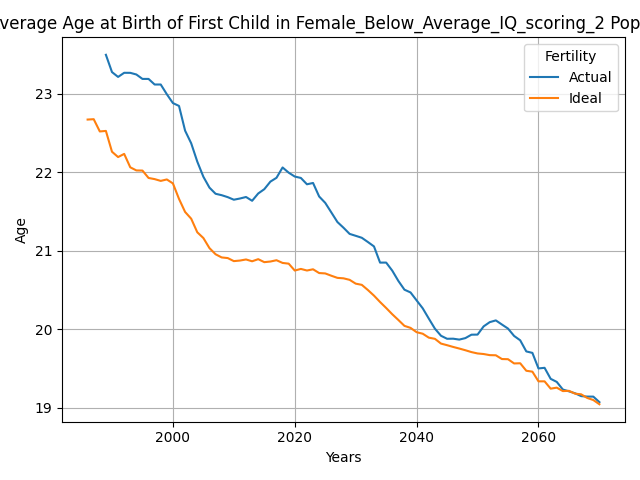 verage Age at Birth of First Child in Female_Below_Average_IQ_scoring_2 Pop
Fertility
Actual
Ideal
23
22
21
20
19
Age
2000
2020
2040
2060
Years